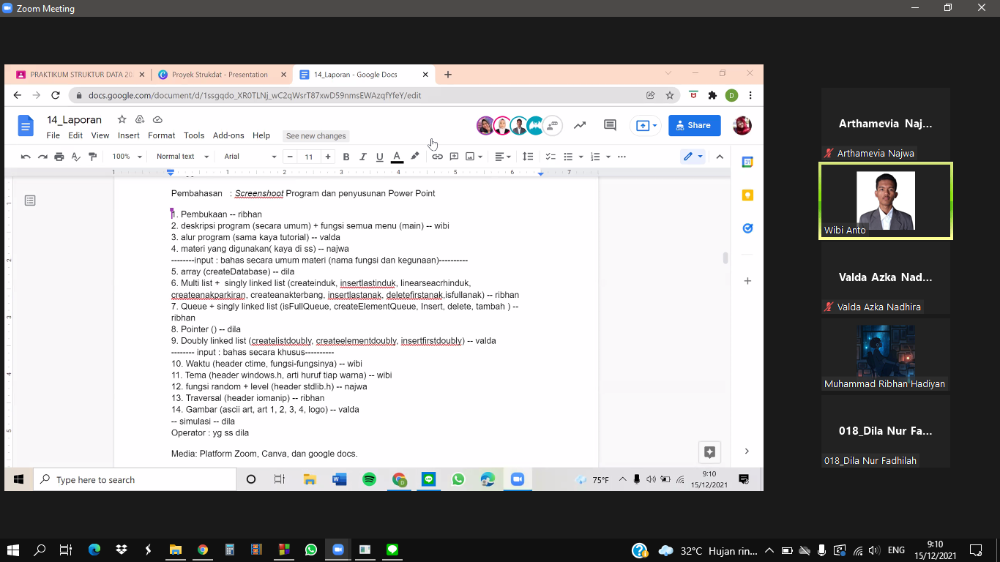 Zoom Meeting
PRAKTIKUM STRUKTUR DATA 20
Proyek Strukdat - Presentation
14_Laporan - Google Docs
docs.google.com/document/d/1ssgqdo_XR0TLNj_wC2qWsrT87xwD59nmsEWAzqfYfeY/edit
14_Laporan
File Edit View Insert Format Tools Add-ons Help See new changes
Share
100% Normal text Arial 11
1 1 2 3 4 5 6 7
Pembahasan : Screenshoot Program dan penyusunan Power Point
1. Pembukaan -- ribhan
2. deskripsi program (secara umum) + fungsi semua menu (main) -- wibi
3. alur program (sama kaya tutorial) -- valda
4. materi yang digunakan( kaya di ss) -- najwa
--------input : bahas secara umum materi (nama fungsi dan kegunaan)----------
5. array (createDatabase) -- dila
6. Multi list + singly linked list (createinduk, insertlastinduk, linearseacrhinduk,
createanakparkiran, createanakterbang, insertlastanak, deletefirstanak,isfullanak) -- ribhan
7. Queue + singly linked list (isFullQueue, createElementQueue, Insert, delete, tambah ) --
ribhan
8. Pointer () -- dila
9. Doubly linked list (createlistdoubly, createelementdoubly, insertfirstdoubly) -- valda
-------- input : bahas secara khusus----------
10. Waktu (header ctime, fungsi-fungsinya) -- wibi
11. Tema (header windows.h, arti huruf tiap warna) -- wibi
12. fungsi random + level (header stdlib.h) -- najwa
13. Traversal (header iomanip) -- ribhan
14. Gambar (ascii art, art 1, 2, 3, 4, logo) -- valda
-- simulasi -- dila
Operator : yg ss dila
Media: Platform Zoom, Canva, dan google docs.
Type here to search
75°F
9:10
15/12/2021
Arthamevia Naj...
Arthamevia Najwa
Wibi Anto
Valda Azka Nad...
Valda Azka Nadhira
Muhammad Ribhan Hadiyan
018_Dila Nur Fa...
018_Dila Nur Fadhilah
32°C Hujan rin... ENG
9:10
15/12/2021